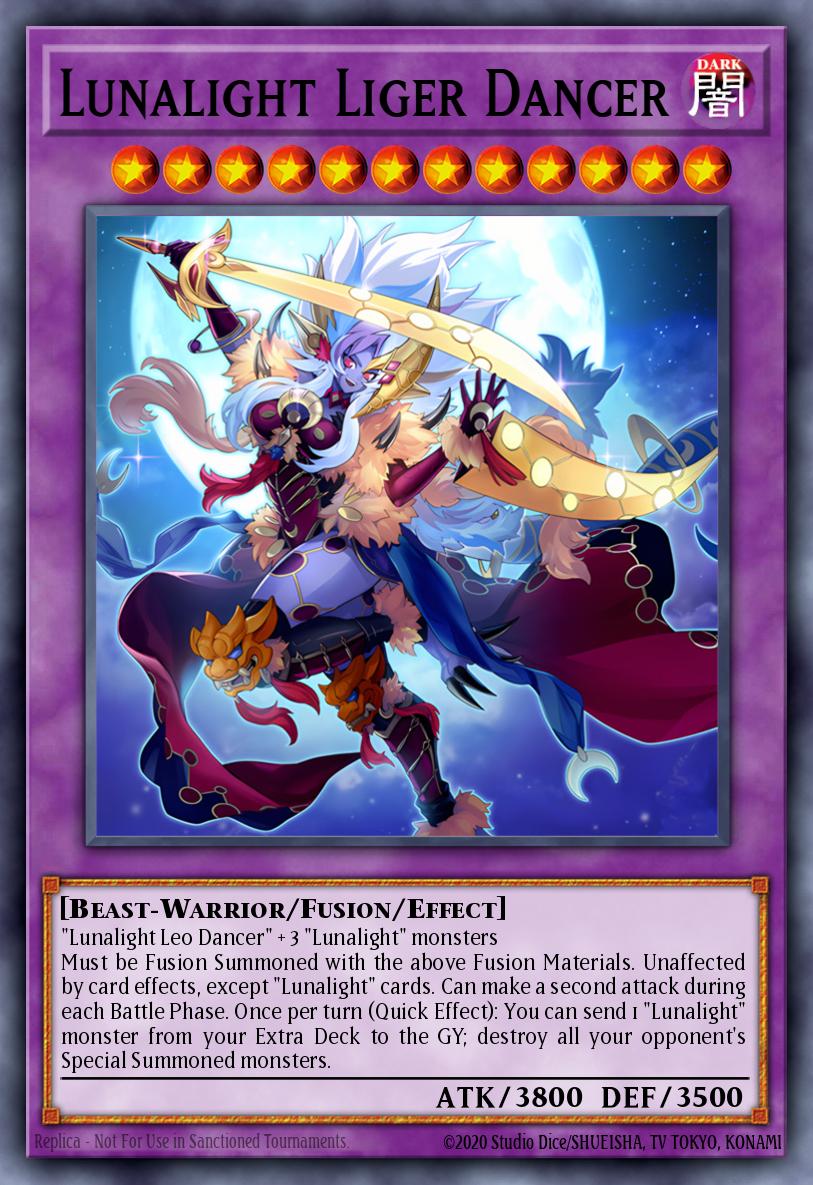 Lunalight Liger Dancer
DARK
闇
[Beast-Warrior/Fusion/Effect]
"Lunalight Leo Dancer" + 3 "Lunalight" monsters
Must be Fusion Summoned with the above Fusion Materials. Unaffected
by card effects, except "Lunalight" cards. Can make a second attack during
each Battle Phase. Once per turn (Quick Effect): You can send 1 "Lunalight"
monster from your Extra Deck to the GY; destroy all your opponent's
Special Summoned monsters.
ATK/3800 DEF/3500
Replica - Not For Use in Sanctioned Tournaments.
©2020 Studio Dice/SHUEISHA, TV TOKYO, KONAMI